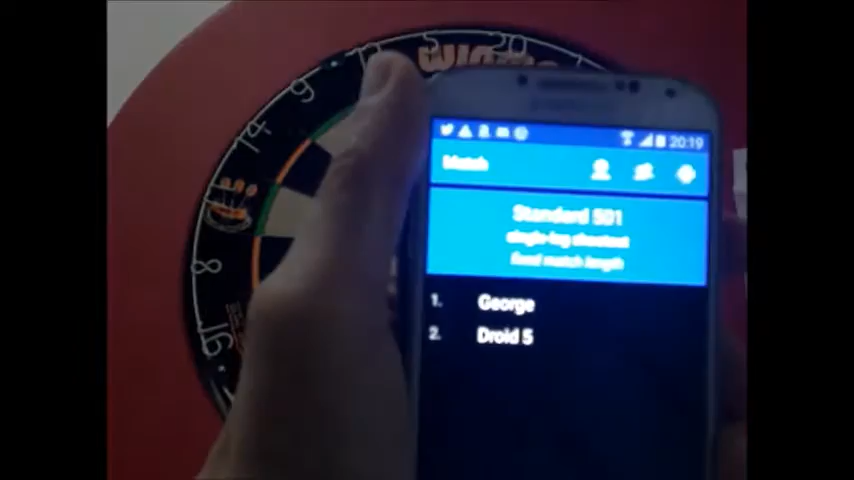 5 20
12
9
14
8
16
20:19
Match
Standard 501
single-leg shootout
fixed match length
1. George
2. Droid 5